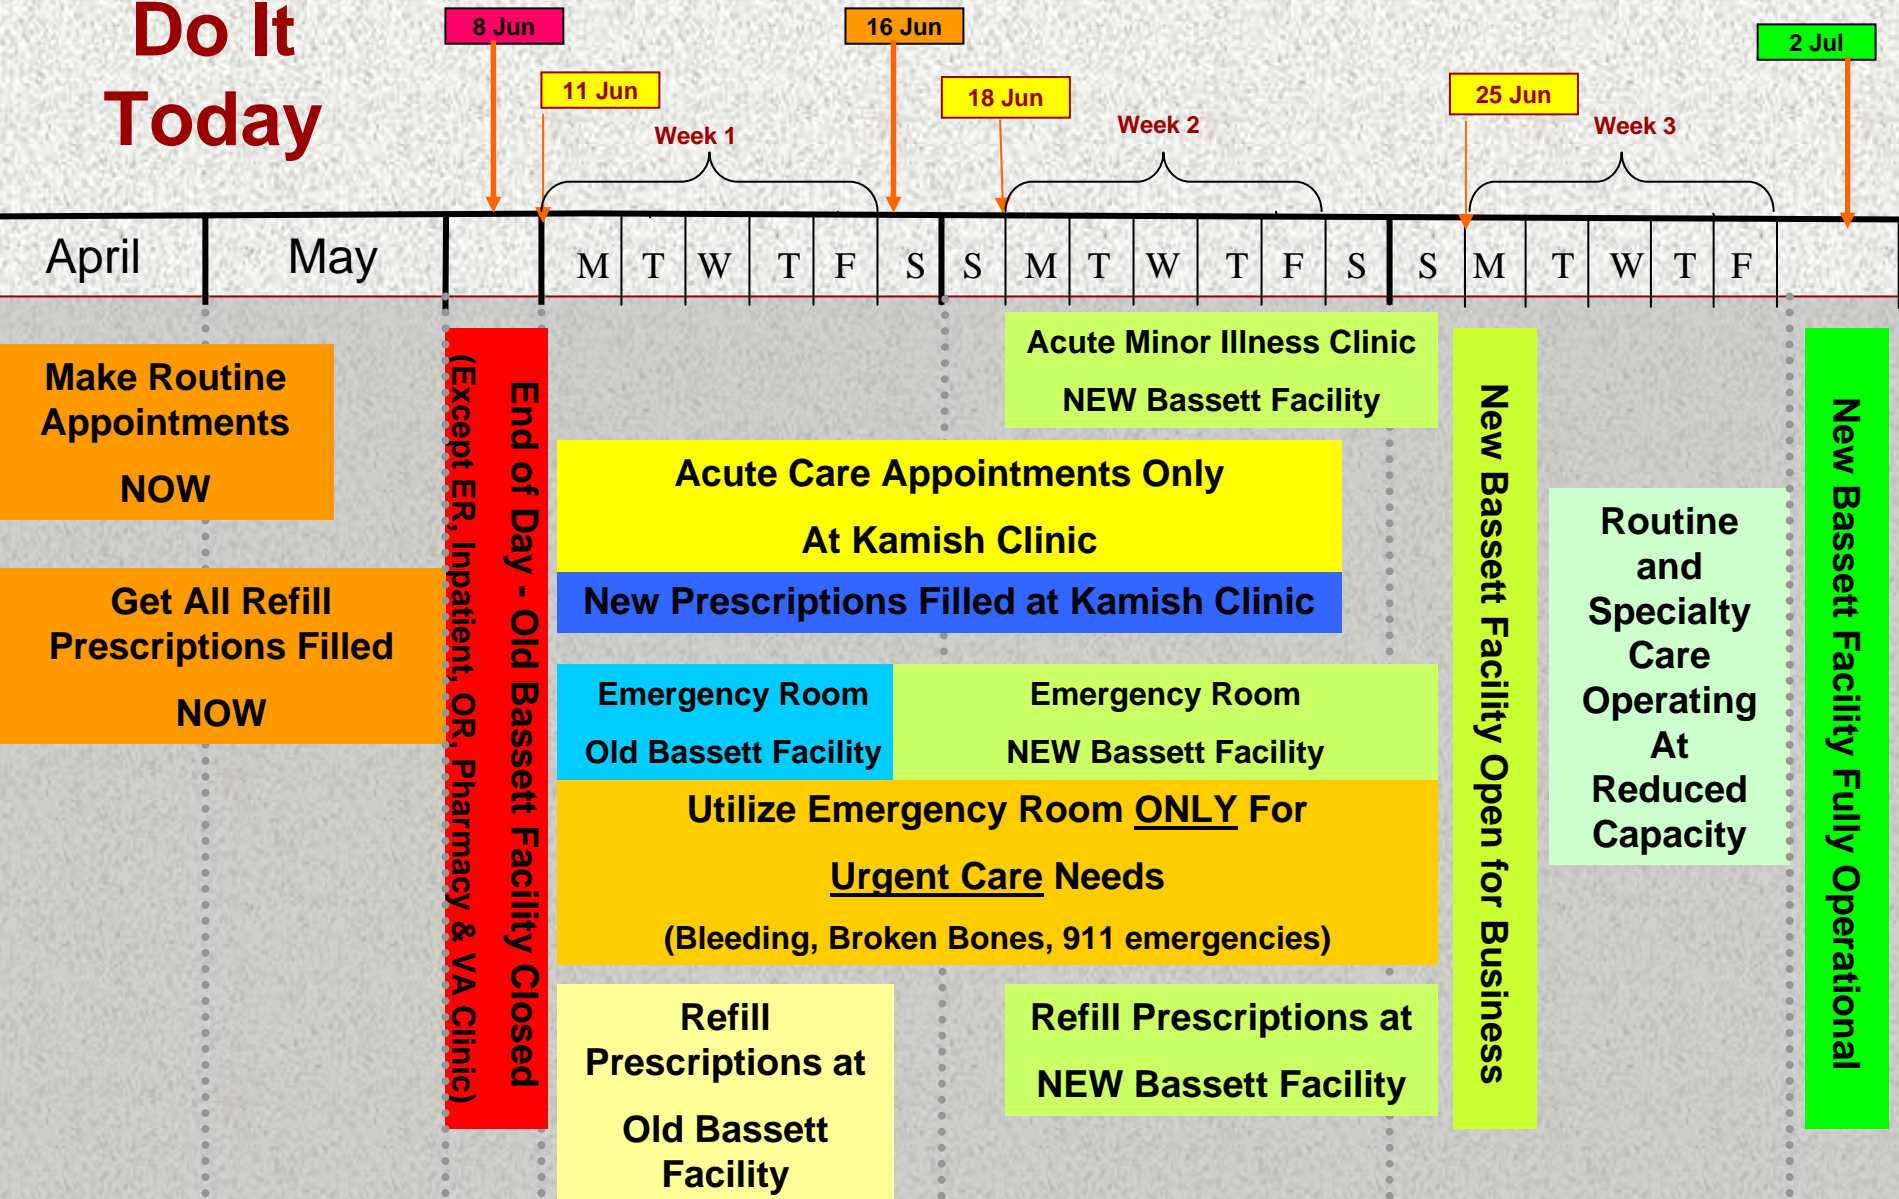 Do It
Today
8 Jun
16 Jun
2 Jul
11 Jun
18 Jun
25 Jun
Week 1
Week 2
Week 3
April
May
M T W T F S S M T W T F S S M T W T F
Make Routine
Appointments
NOW
Get All Refill
Prescriptions Filled
NOW
End of Day - Old Bassett Facility Closed
(Except ER, Inpatient, OR, Pharmacy & VA Clinic)
Acute Minor Illness Clinic
NEW Bassett Facility
Acute Care Appointments Only
At Kamish Clinic
New Prescriptions Filled at Kamish Clinic
Emergency Room
Old Bassett Facility
Emergency Room
NEW Bassett Facility
Utilize Emergency Room ONLY For
Urgent Care Needs
(Bleeding, Broken Bones, 911 emergencies)
Refill
Prescriptions at
Old Bassett
Facility
Refill Prescriptions at
NEW Bassett Facility
New Bassett Facility Open for Business
Routine
and
Specialty
Care
Operating
At
Reduced
Capacity
New Bassett Facility Fully Operational